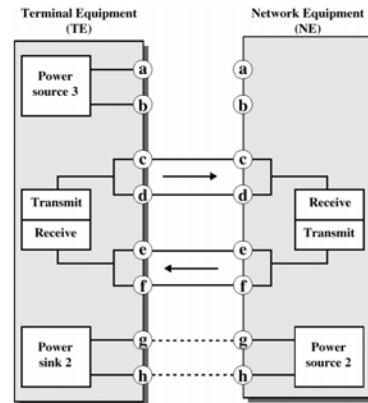 Terminal Equipment
(TE)
Network Equipment
(NE)
Power
source 3
a
b
a
b
c
d
c
d
Transmit
Receive
Receive
Transmit
e
f
e
f
Power
sink 2
g
h
g
h
Power
source 2